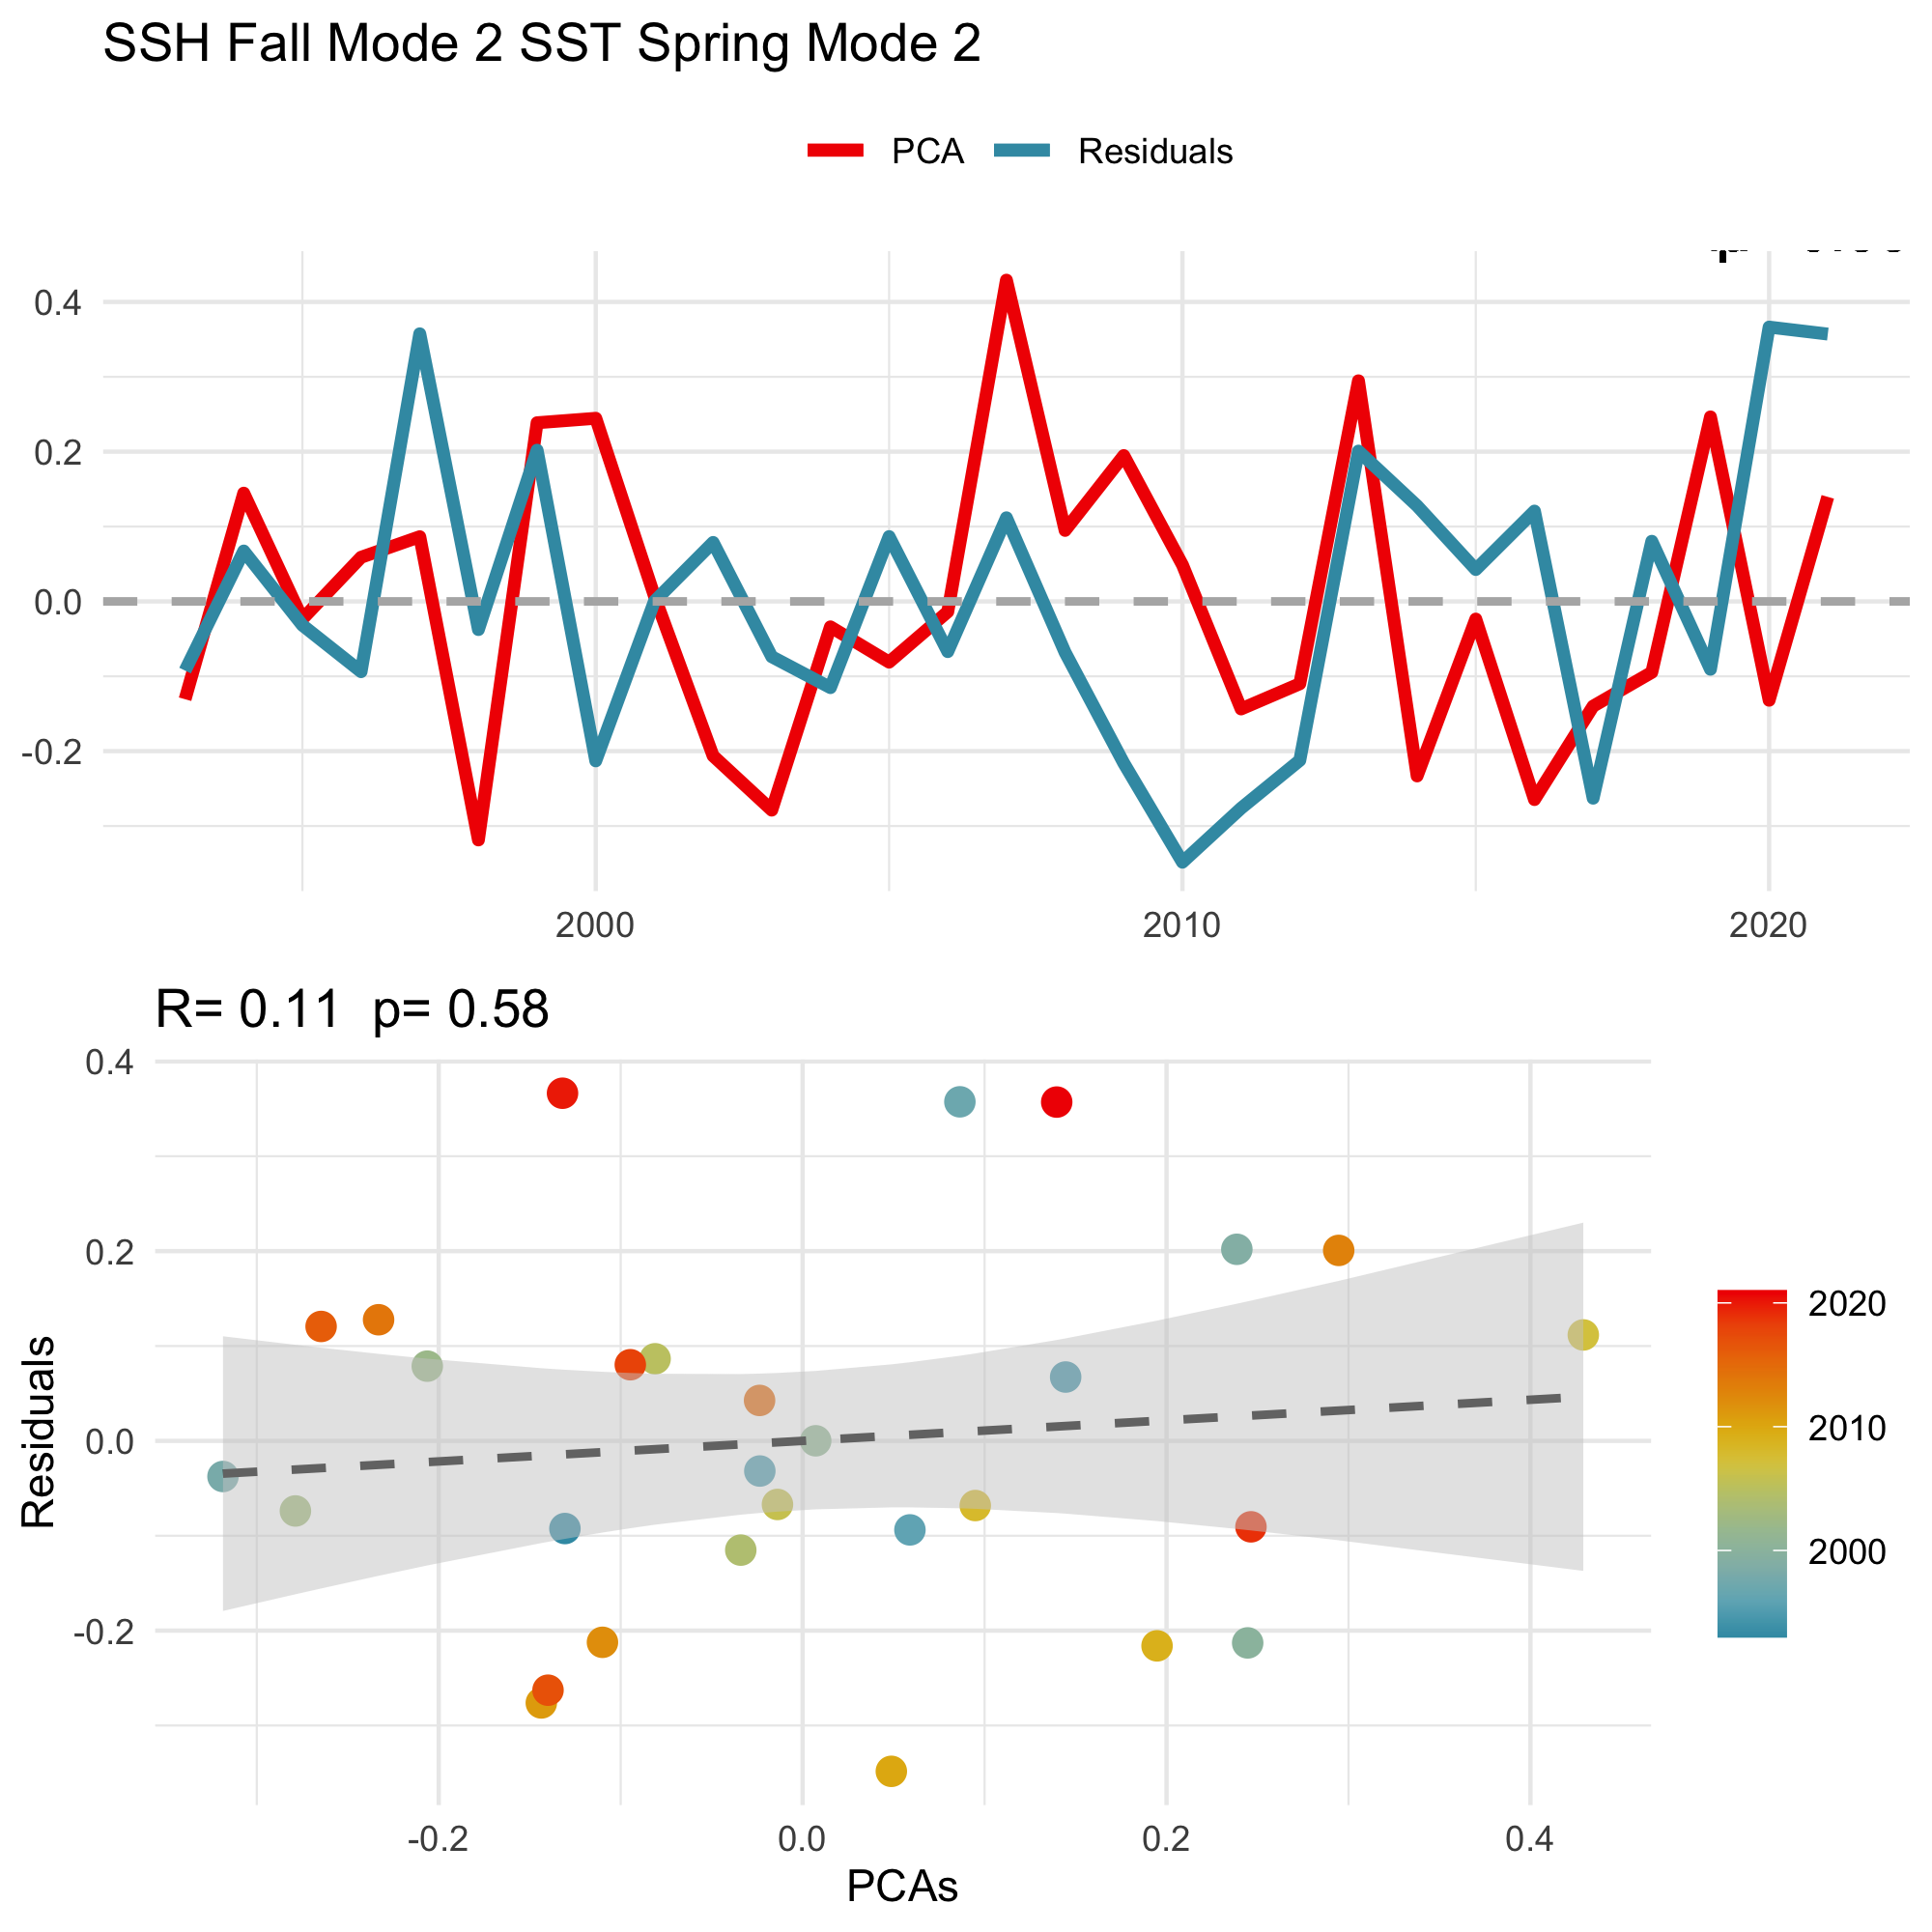 SSH Fall Mode 2 SST Spring Mode 2
PCA Residuals
0.4
0.2
0.0
-0.2
2000 2010 2020
R= 0.11 p= 0.58
0.4
0.2
0.0
-0.2
Residuals
-0.2 0.0 0.2 0.4
PCAs
2020
2010
2000